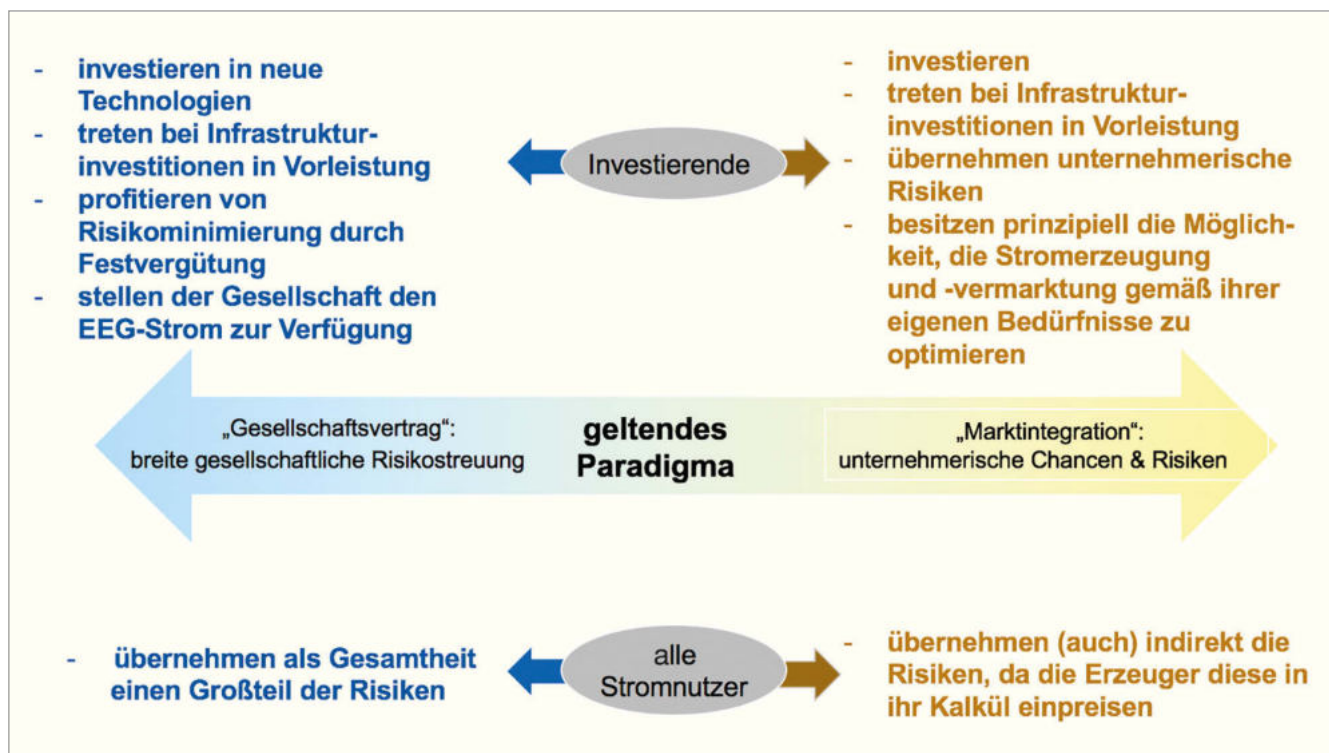 - investieren in neue
Technologien
- treten bei Infrastruktur-
investitionen in Vorleistung
- profitieren von
Risikominimierung durch
Festvergütung
- stellen der Gesellschaft den
EEG-Strom zur Verfügung
Investierende
- investieren
- treten bei Infrastruktur-
investitionen in Vorleistung
- übernehmen unternehmerische
Risiken
- besitzen prinzipiell die Möglich-
keit, die Stromerzeugung
und -vermarktung gemäß ihrer
eigenen Bedürfnisse zu
optimieren
„Gesellschaftsvertrag“:
breite gesellschaftliche Risikostreuung
geltendes
Paradigma
„Marktintegration“:
unternehmerische Chancen & Risiken
- übernehmen als Gesamtheit
einen Großteil der Risiken
alle
Stromnutzer
- übernehmen (auch) indirekt die
Risiken, da die Erzeuger diese in
ihr Kalkül einpreisen